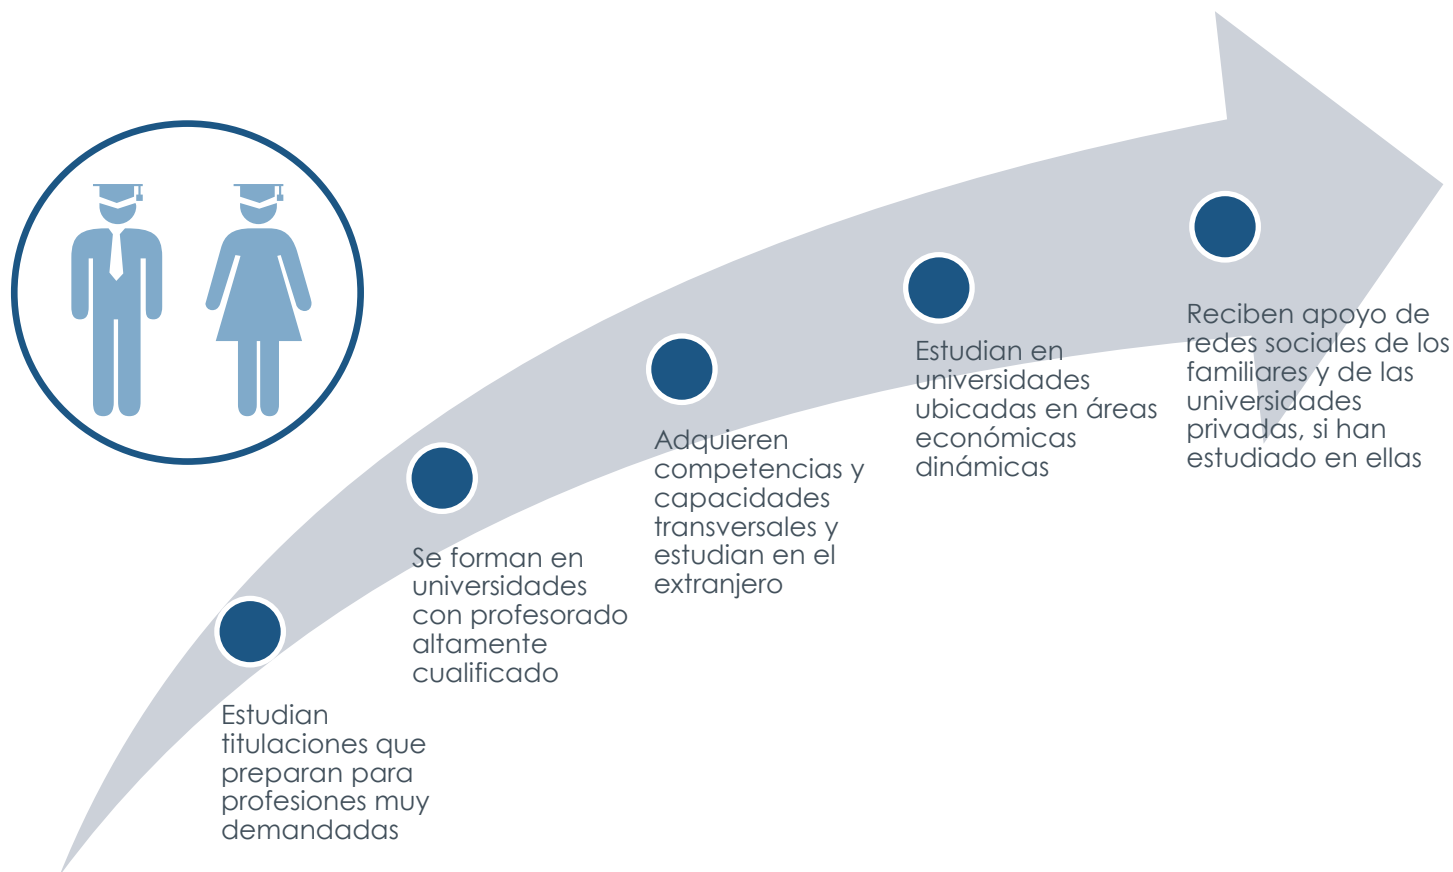 Estudian
titulaciones que
preparan para
profesiones muy
demandadas
Se forman en
universidades
con profesorado
altamente
cualificado
Adquieren
competencias y
capacidades
transversales y
estudian en el
extranjero
Estudian en
universidades
ubicadas en áreas
económicas
dinámicas
Reciben apoyo de
redes sociales de los
familiares y de las
universidades
privadas, si han
estudiado en ellas